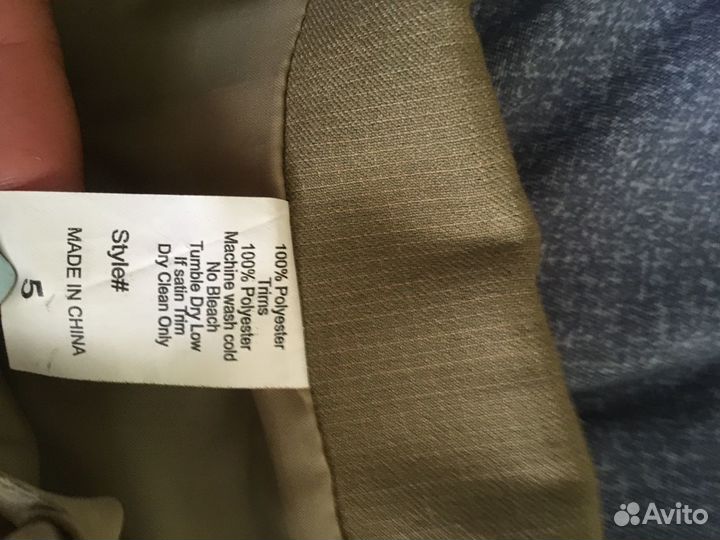 100% Polyester
Trims
100% Polyester
Machine wash cold
No Bleach
Tumble Dry Low
If satin Trim
Dry Clean Only
Style#
MADE IN CHINA
5
Avito